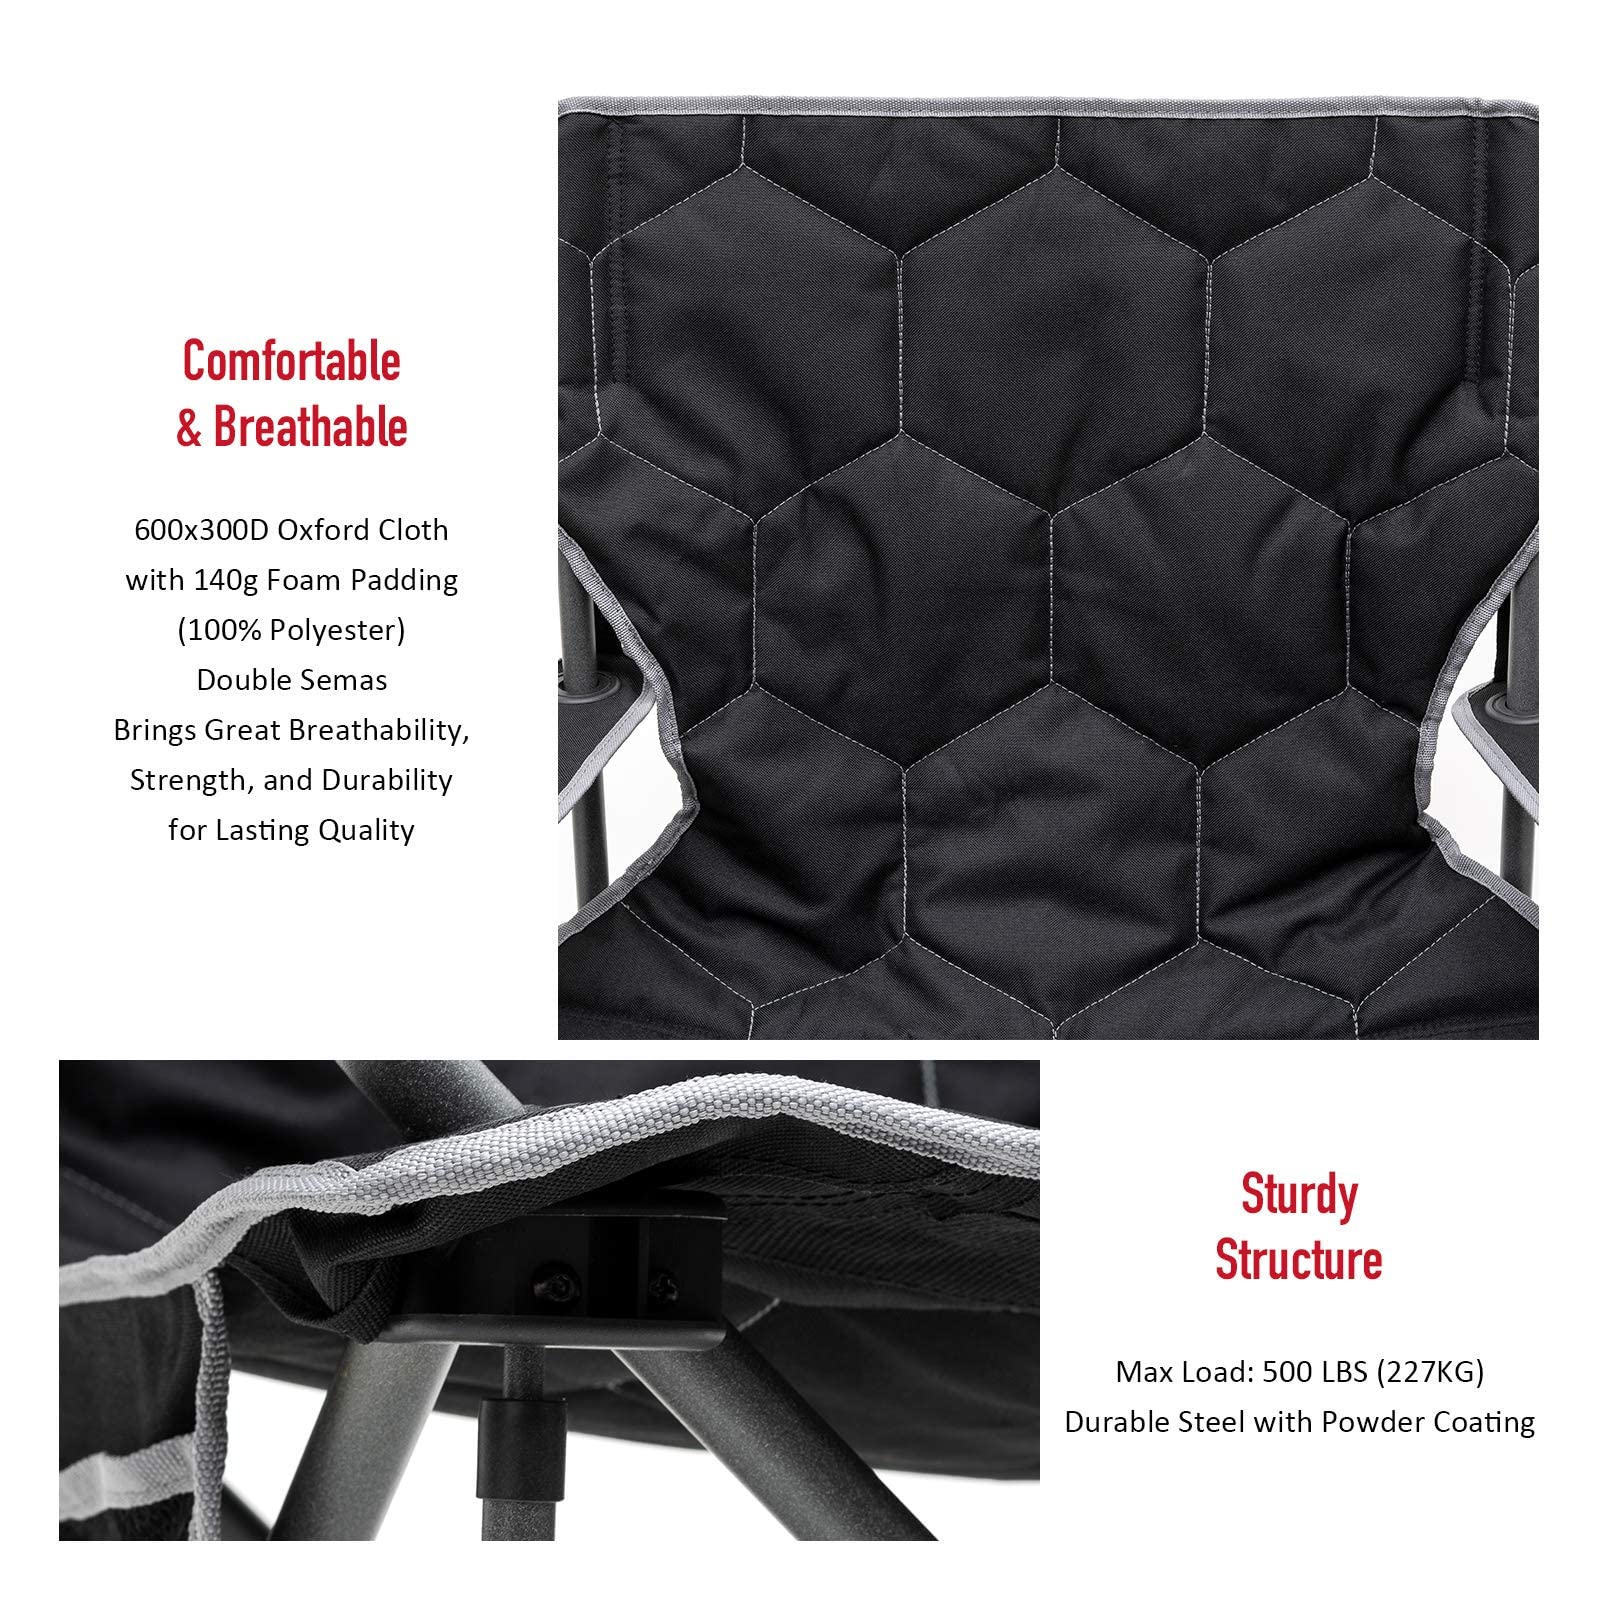 Comfortable
& Breathable
600x300D Oxford Cloth
with 140g Foam Padding
(100% Polyester)
Double Semas
Brings Great Breathability,
Strength, and Durability
for Lasting Quality
Sturdy
Structure
Max Load: 500 LBS (227KG)
Durable Steel with Powder Coating